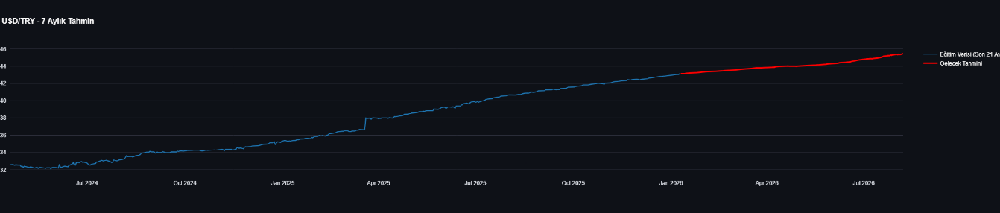 USD/TRY - 7 Aylık Tahmin
46
44
42
40
38
36
34
32
Jul 2024
Oct 2024
Jan 2025
Apr 2025
Jul 2025
Oct 2025
Jan 2026
Apr 2026
Jul 2026
Eğitim Verisi (Son 21 Ay
Gelecek Tahmini